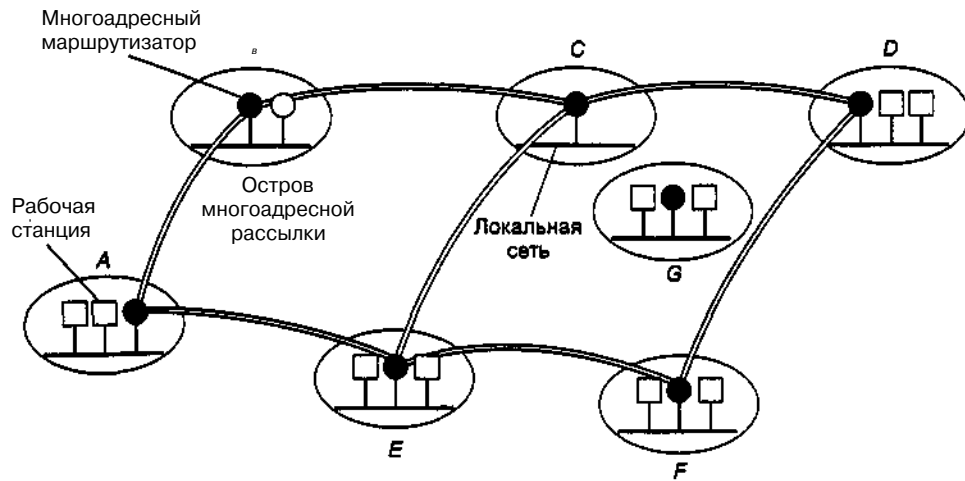 Многоадресный
маршрутизатор
в
C
D
Остров
многоадресной
рассылки
Рабочая
станция
Локальная
сеть
A
G
E
F